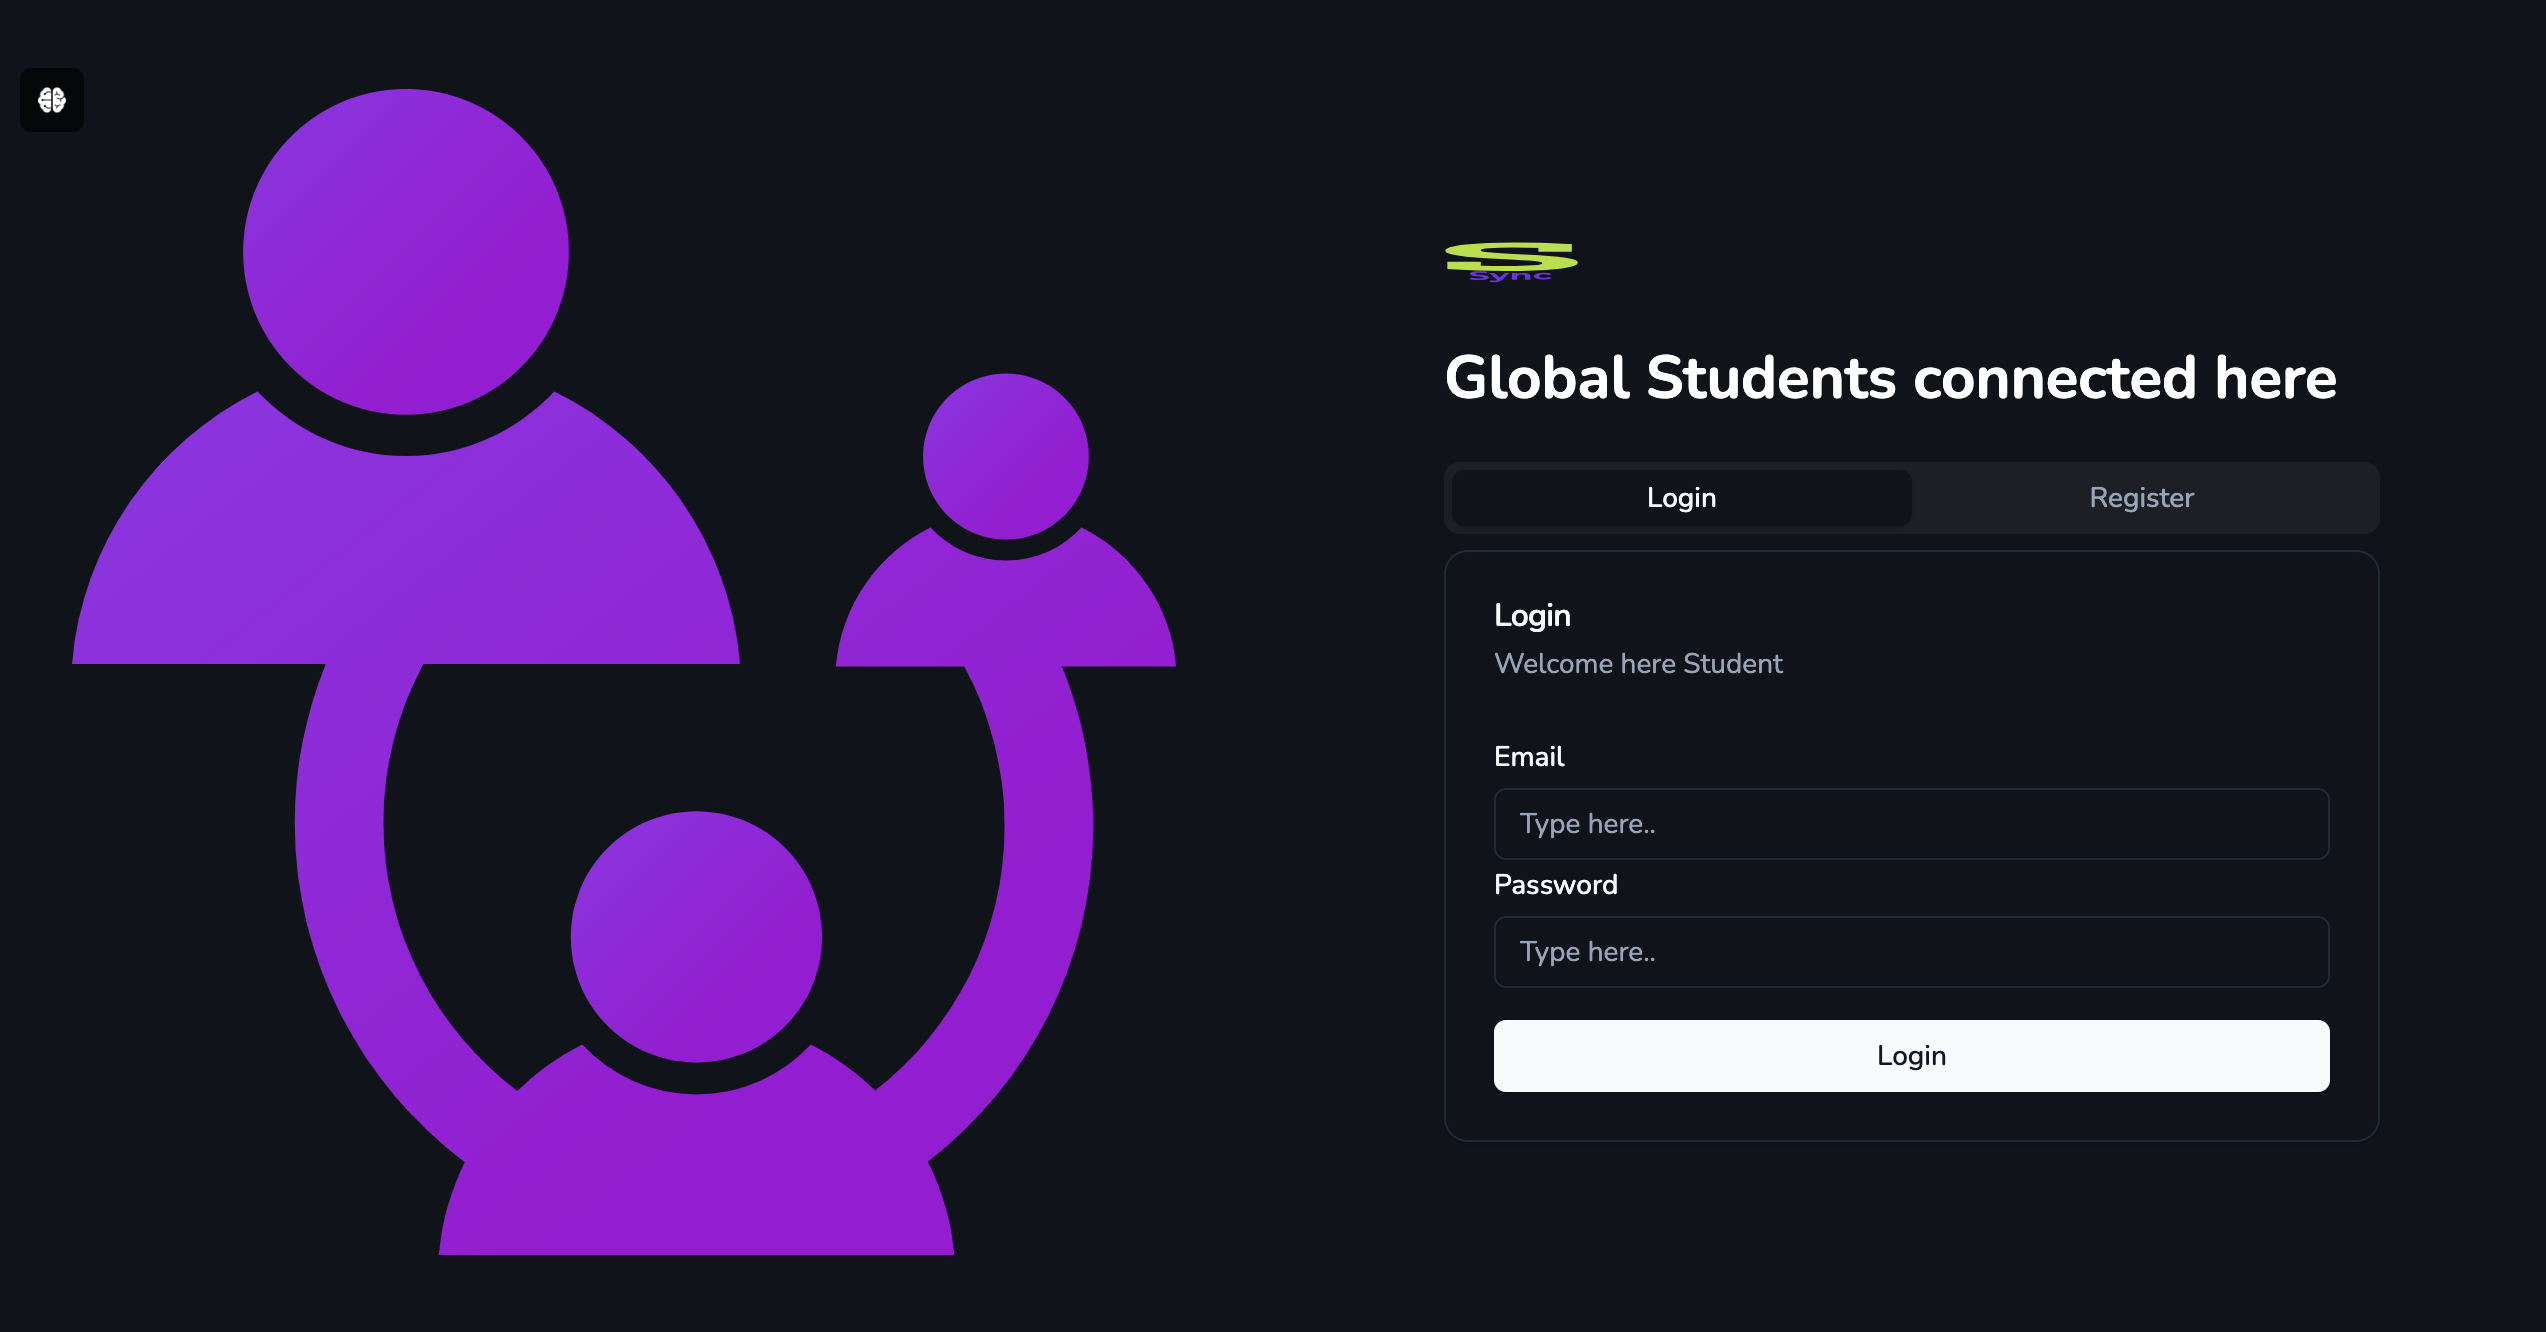 S
Sync
Global Students connected here
Login
Register
Login
Welcome here Student
Email
Type here..
Password
Type here..
Login